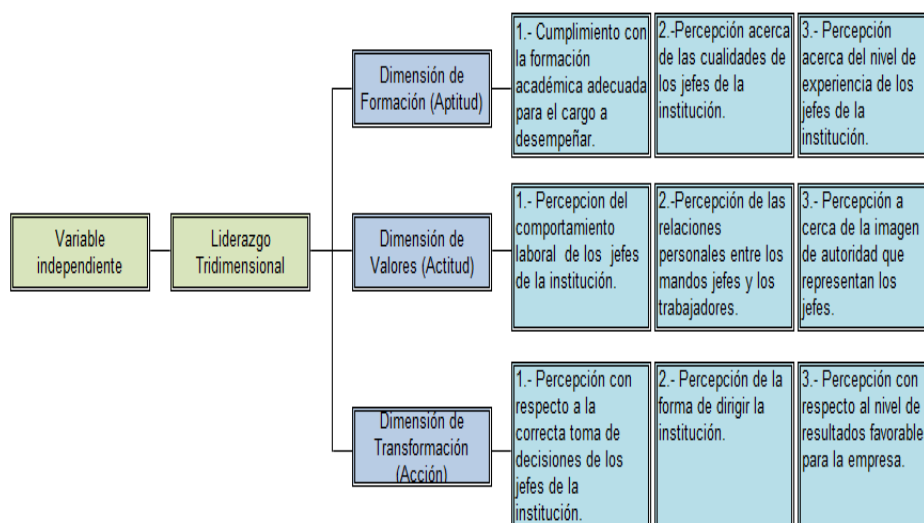 Variable
independiente
Liderazgo
Tridimensional
Dimensión de
Formación (Aptitud)
1.- Cumplimiento con
la formación
académica adecuada
para el cargo a
desempeñar.
2.-Percepción acerca
de las cualidades de
los jefes de la
institución.
3.- Percepción
acerca del nivel de
experiencia de los
jefes de la
institución.
Dimensión de
Valores (Actitud)
1.- Percepcion del
comportamiento
laboral de los jefes
de la institución.
2.-Percepción de las
relaciones
personales entre los
mandos jefes y los
trabajadores.
3.- Percepción a
cerca de la imagen
de autoridad que
representan los
jefes.
Dimensión de
Transformación
(Acción)
1.- Percepción con
respecto a la
correcta toma de
decisiones de los
jefes de la
institución.
2.- Percepción de la
forma de dirigir la
institución.
3.- Percepción con
respecto al nivel de
resultados favorable
para la empresa.